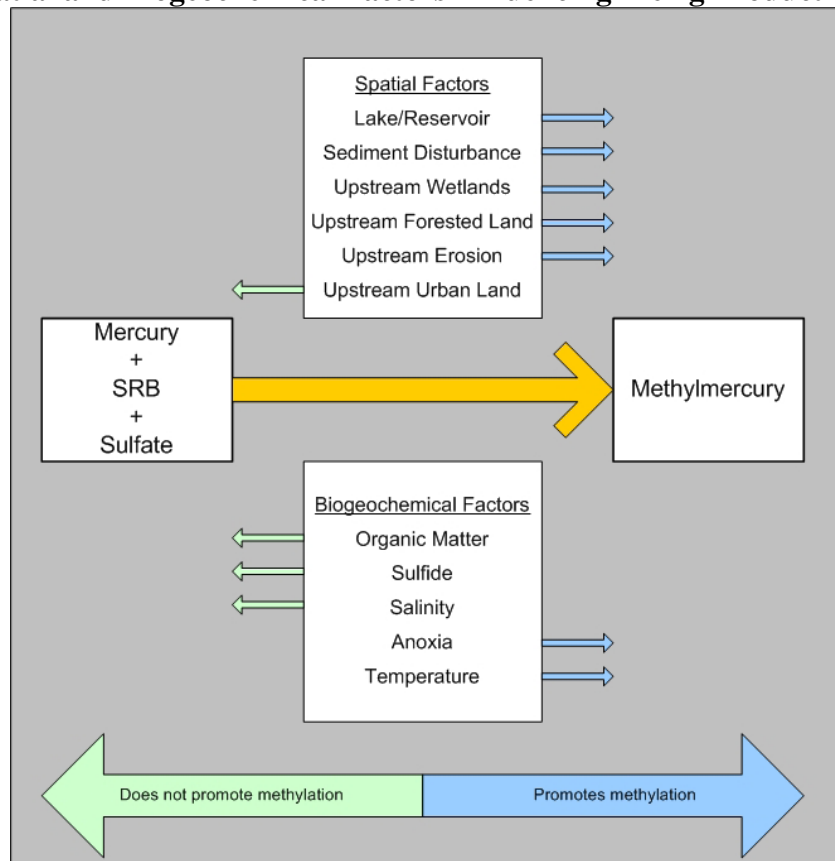 Spatial Factors
Lake/Reservoir
Sediment Disturbance
Upstream Wetlands
Upstream Forested Land
Upstream Erosion
Upstream Urban Land
Mercury
+
SRB
+
Sulfate
Methylmercury
Biogeochemical Factors
Organic Matter
Sulfide
Salinity
Anoxia
Temperature
Does not promote methylation
Promotes methylation